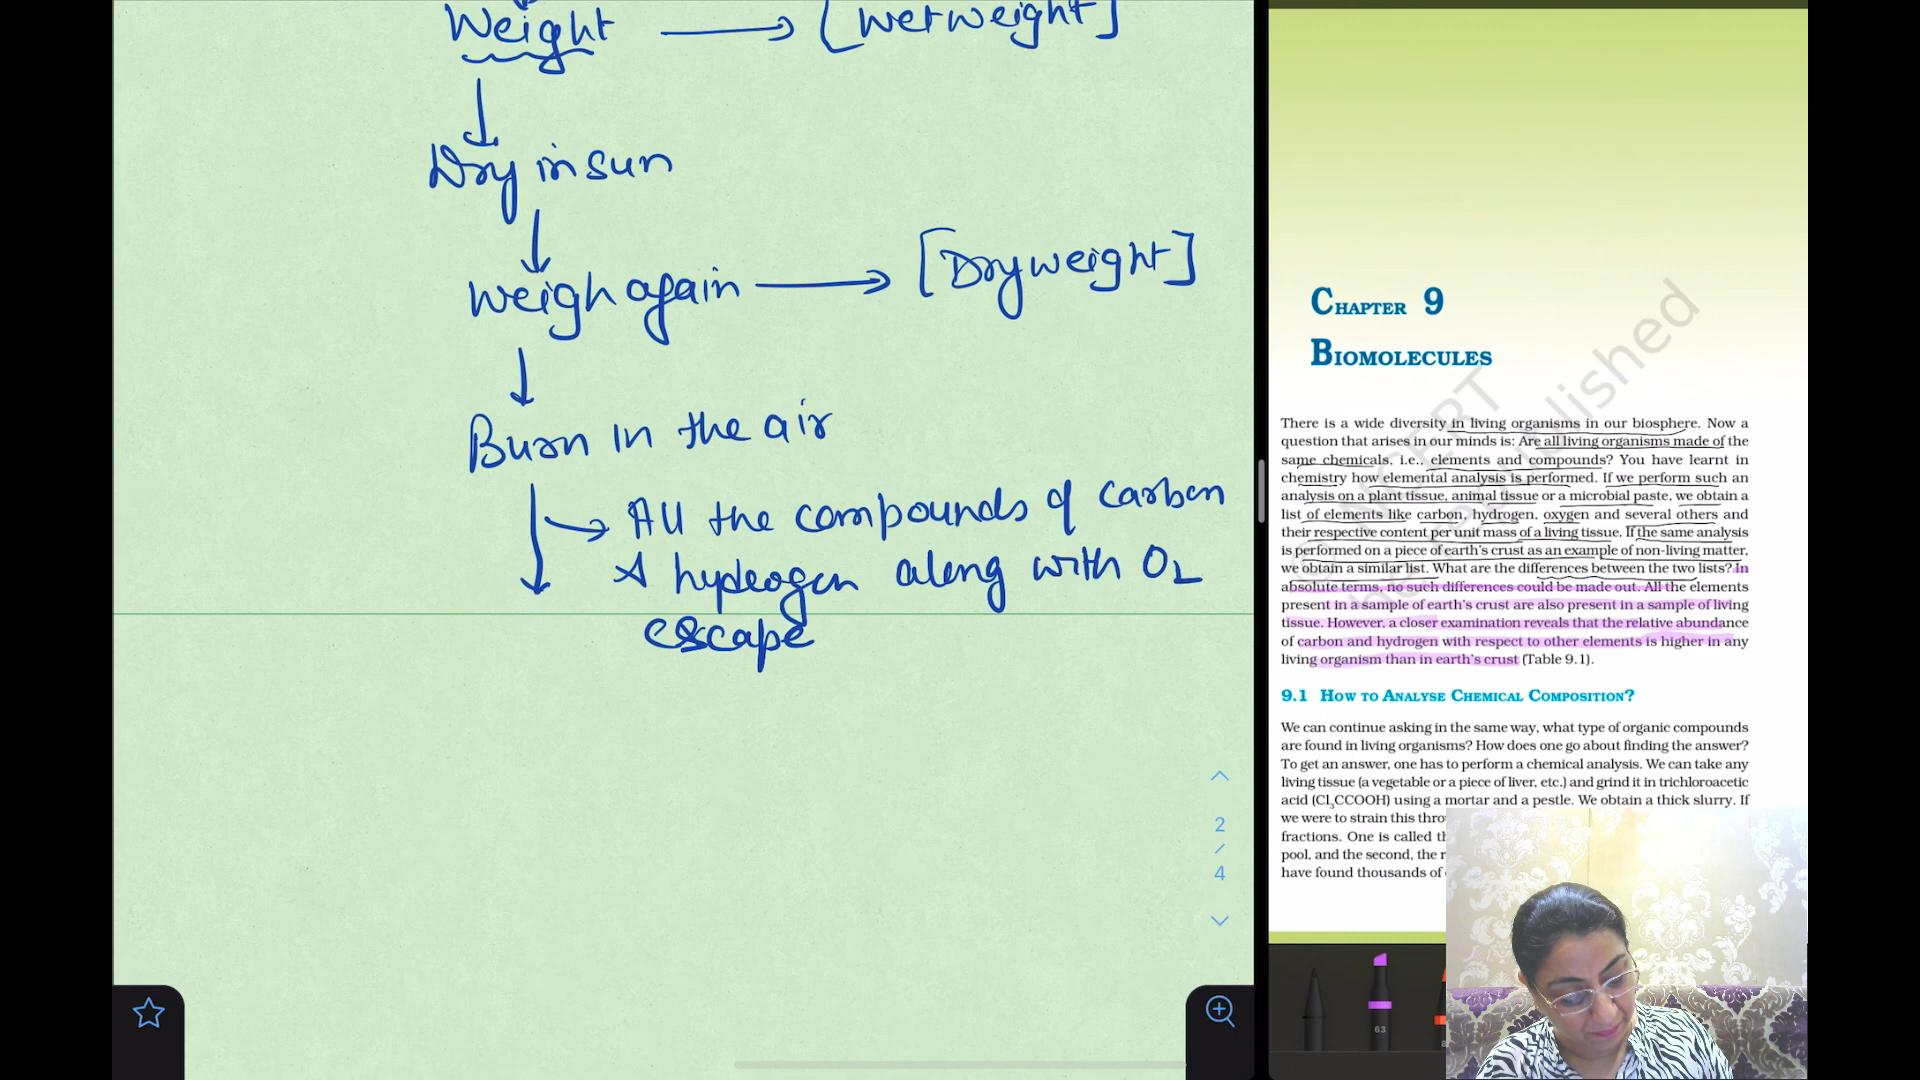 Weight → [Wet weight]
Dry in sun
Weigh again → [Dry weight]
Burn in the air
→ All the compounds of carbon
& hydrogen along with O2
escape
2
/
4
CHAPTER 9
BIOMOLECULES
There is a wide diversity in living organisms in our biosphere. Now a
question that arises in our minds is: Are all living organisms made of the
same chemicals, i.e., elements and compounds? You have learnt in
chemistry how elemental analysis is performed. If we perform such an
analysis on a plant tissue, animal tissue or a microbial paste, we obtain a
list of elements like carbon, hydrogen, oxygen and several others and
their respective content per unit mass of a living tissue. If the same analysis
is performed on a piece of earth's crust as an example of non-living matter,
we obtain a similar list. What are the differences between the two lists? In
absolute terms, no such differences could be made out. All the elements
present in a sample of earth's crust are also present in a sample of living
tissue. However, a closer examination reveals that the relative abundance
of carbon and hydrogen with respect to other elements is higher in any
living organism than in earth's crust (Table 9.1).
9.1 HOW TO ANALYSE CHEMICAL COMPOSITION?
We can continue asking in the same way, what type of organic compounds
are found in living organisms? How does one go about finding the answer?
To get an answer, one has to perform a chemical analysis. We can take any
living tissue (a vegetable or a piece of liver, etc.) and grind it in trichloroacetic
acid (Cl3CCOOH) using a mortar and a pestle. We obtain a thick slurry. If
we were to strain this thro
fractions. One is called th
pool, and the second, the r
have found thousands of
63